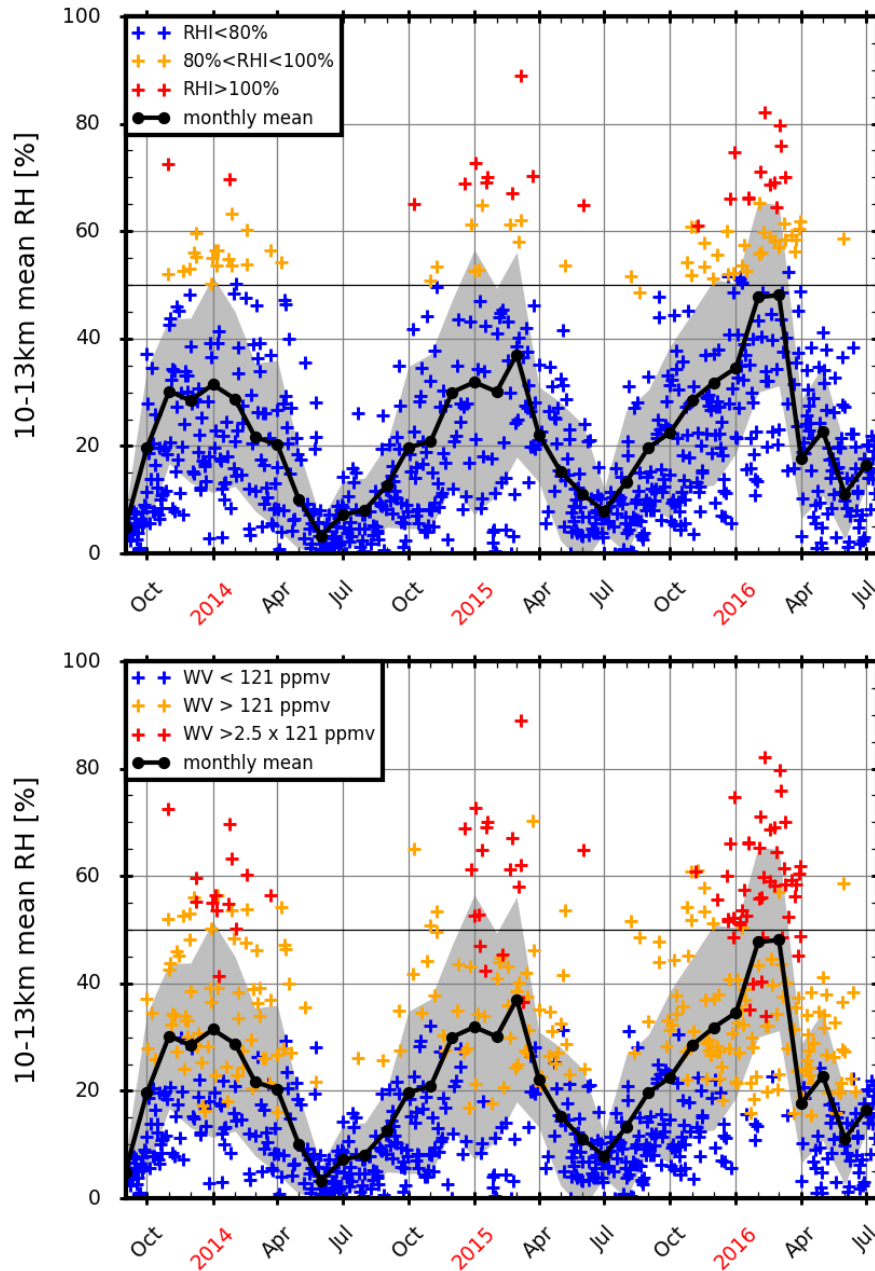 100
80
60
40
20
0
10-13km mean RH [%]
RHI<80%
80%<RHI<100%
RHI>100%
monthly mean
Oct
2014
Apr
Jul
Oct
2015
Apr
Jul
Oct
2016
Apr
Jul
100
80
60
40
20
0
10-13km mean RH [%]
WV < 121 ppmv
WV > 121 ppmv
WV >2.5 x 121 ppmv
monthly mean
Oct
2014
Apr
Jul
Oct
2015
Apr
Jul
Oct
2016
Apr
Jul